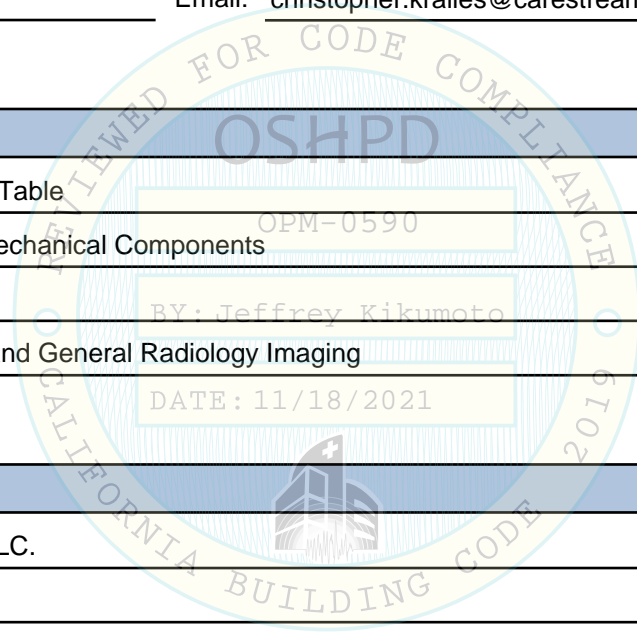 Email: christopher.kralles@carestream
REVIEWED FOR CODE COMPLIANCE
OSHPD
Table
OPM-0590
echanical Components
BY: Jeffrey Kikumoto
nd General Radiology Imaging
DATE: 11/18/2021
LC.
CALIFORNIA BUILDING CODE 2019